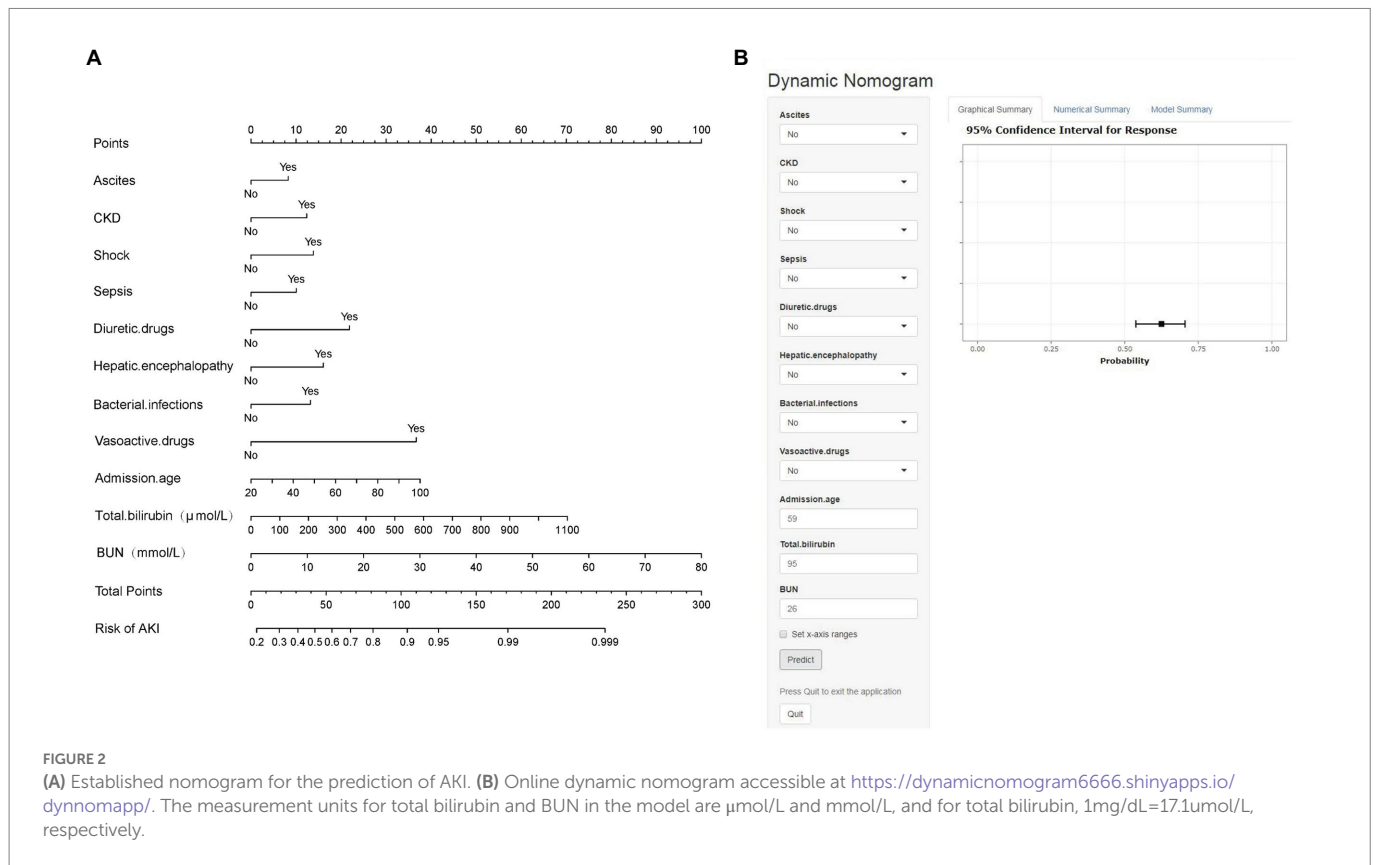 A
Points
0 10 20 30 40 50 60 70 80 90 100
Ascites
No Yes
CKD
No Yes
Shock
No Yes
Sepsis
No Yes
Diuretic.drugs
No Yes
Hepatic.encephalopathy
No Yes
Bacterial.infections
No Yes
Vasoactive.drugs
No Yes
Admission.age
20 40 60 80 100
Total.bilirubin（μmol/L）
0 100 200 300 400 500 600 700 800 900 1100
BUN（mmol/L）
0 10 20 30 40 50 60 70 80
Total Points
0 50 100 150 200 250 300
Risk of AKI
0.2 0.3 0.4 0.5 0.6 0.7 0.8 0.9 0.95 0.99 0.999
B
Dynamic Nomogram
Ascites
No
CKD
No
Shock
No
Sepsis
No
Diuretic.drugs
No
Hepatic.encephalopathy
No
Bacterial.infections
No
Vasoactive.drugs
No
Admission.age
59
Total.bilirubin
95
BUN
26
Set x-axis ranges
Predict
Press Quit to exit the application
Quit
Graphical Summary Numerical Summary Model Summary
95% Confidence Interval for Response
0.00 0.25 0.50 0.75 1.00
Probability
FIGURE 2
(A) Established nomogram for the prediction of AKI. (B) Online dynamic nomogram accessible at https://dynamicnomogram6666.shinyapps.io/
dynnomapp/. The measurement units for total bilirubin and BUN in the model are μmol/L and mmol/L, and for total bilirubin, 1mg/dL=17.1umol/L,
respectively.